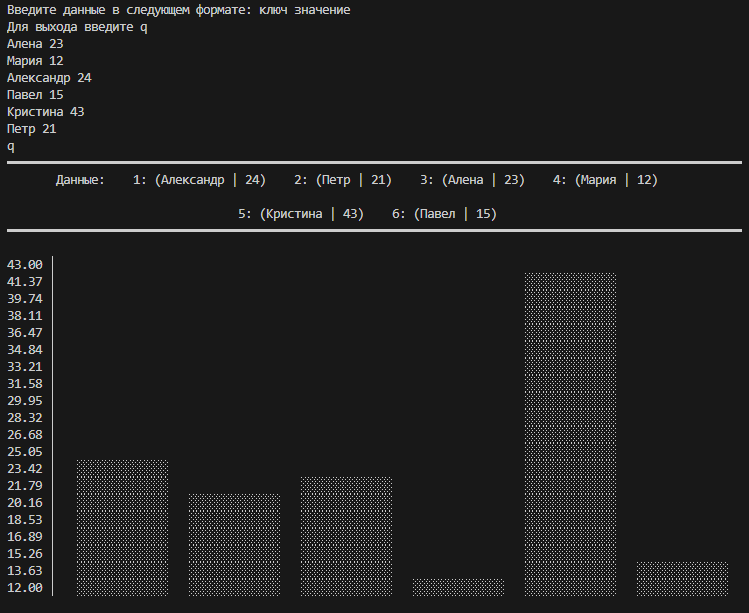 Введите данные в следующем формате: ключ значение
Для выхода введите q
Алена 23
Мария 12
Александр 24
Павел 15
Кристина 43
Петр 21
q
Данные: 1: (Александр | 24) 2: (Петр | 21) 3: (Алена | 23) 4: (Мария | 12)
5: (Кристина | 43) 6: (Павел | 15)
43.00
41.37
39.74
38.11
36.47
34.84
33.21
31.58
29.95
28.32
26.68
25.05
23.42
21.79
20.16
18.53
16.89
15.26
13.63
12.00